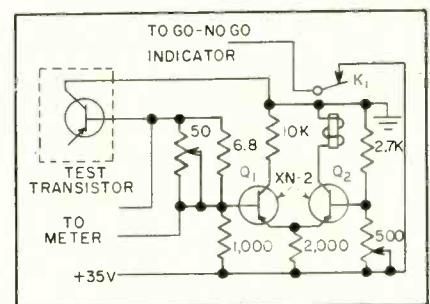 TO GO-NO GO
INDICATOR
K1
TEST
TRANSISTOR
50
6.8
10K
2.7K
Q1
XN-2
Q2
TO
METER
1,000
2,000
500
+35V